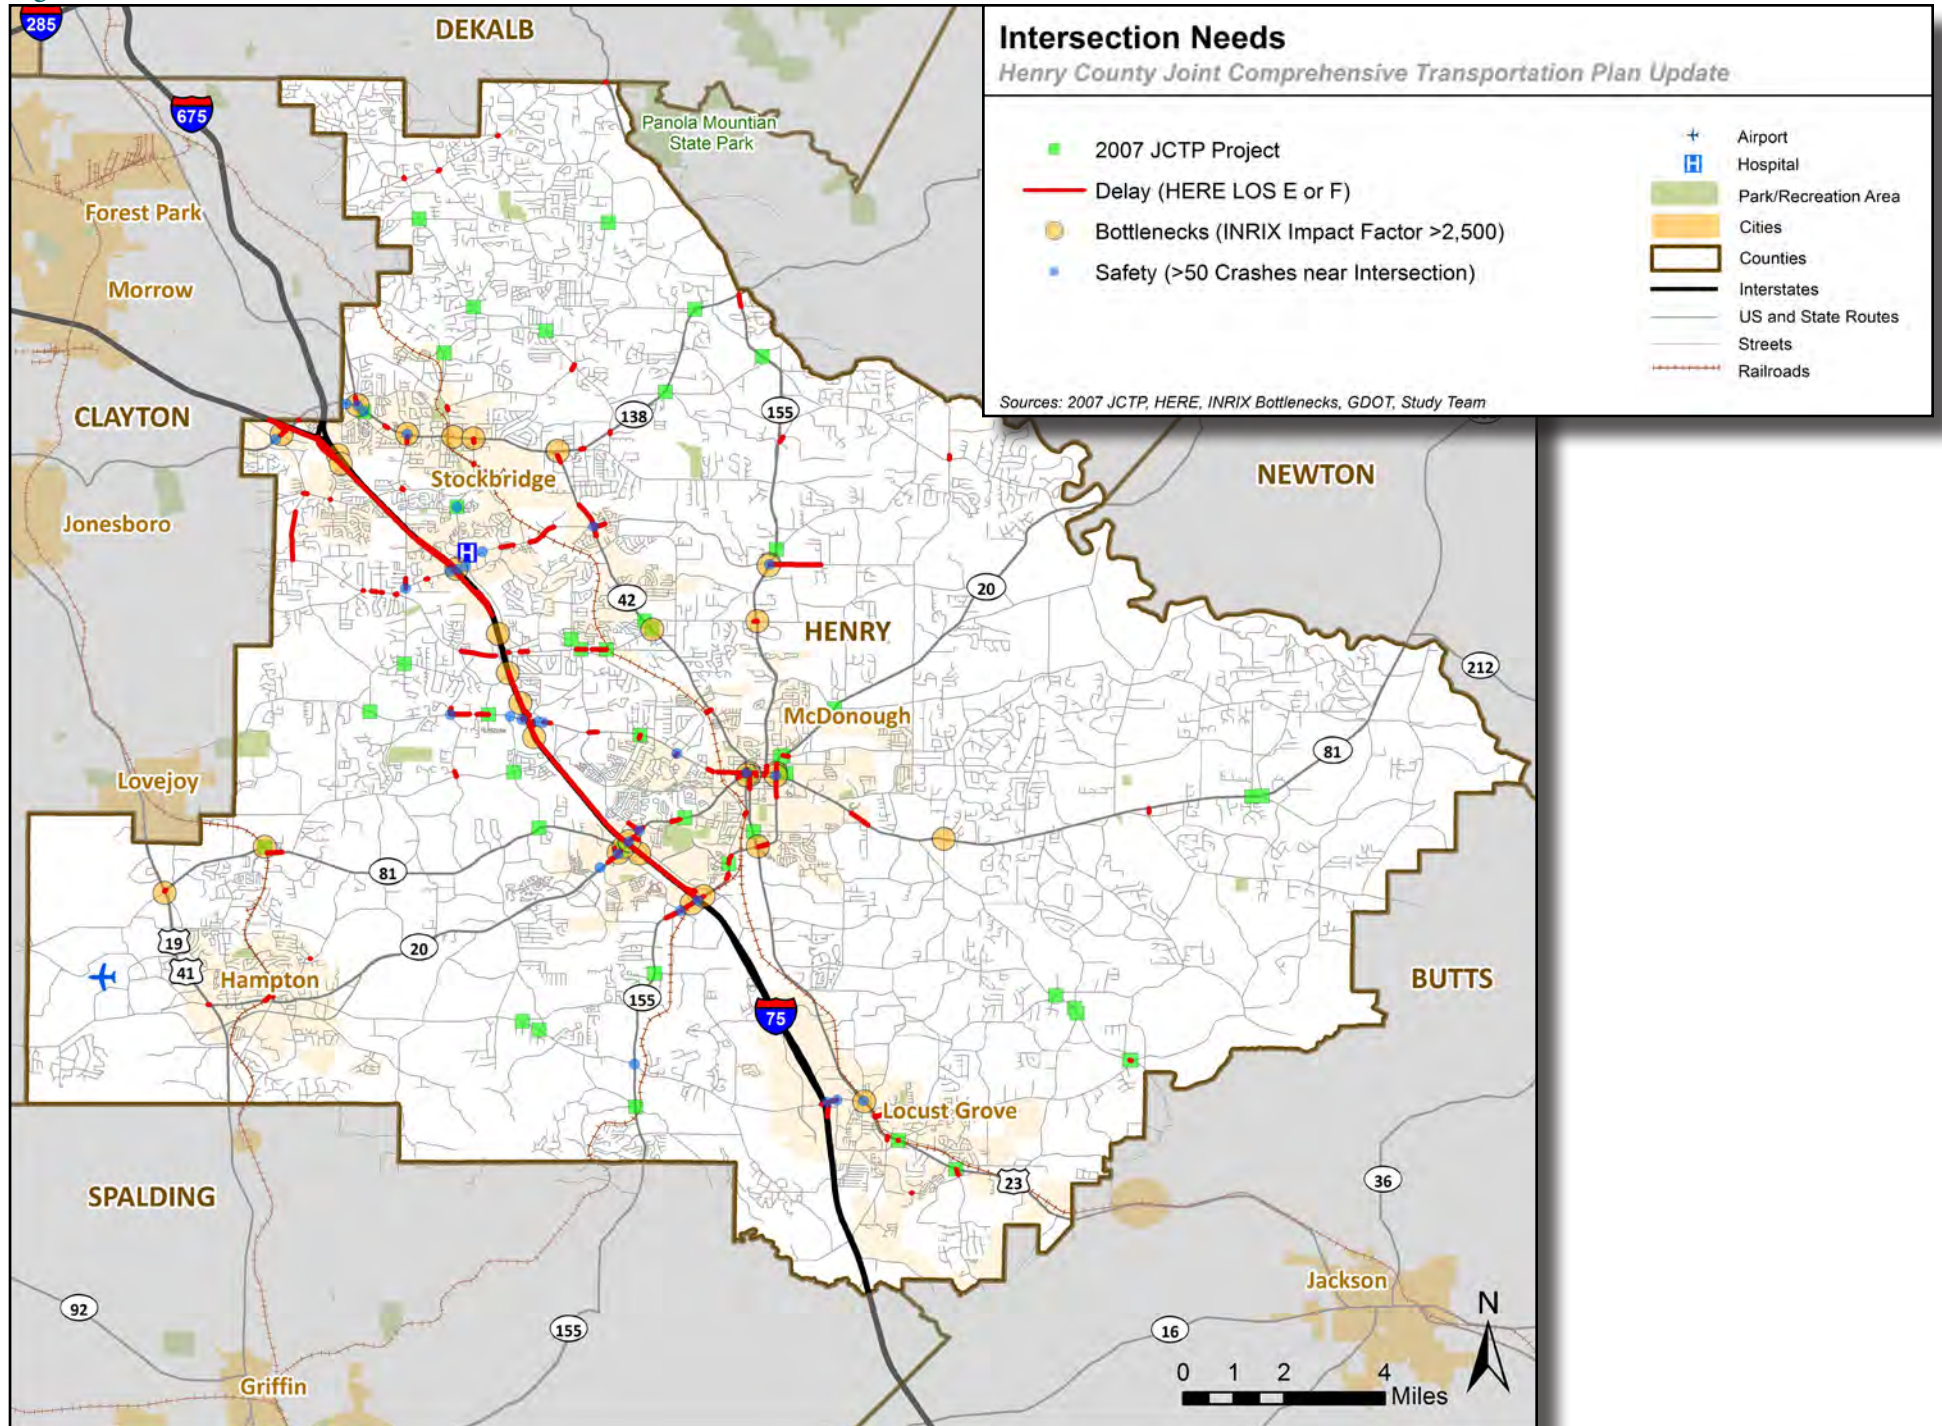 Intersection Needs
Henry County Joint Comprehensive Transportation Plan Update
2007 JCTP Project
Delay (HERE LOS E or F)
Bottlenecks (INRIX Impact Factor >2,500)
Safety (>50 Crashes near Intersection)
Airport
H
Hospital
Park/Recreation Area
Cities
Counties
Interstates
US and State Routes
Streets
Railroads
Sources: 2007 JCTP, HERE, INRIX Bottlenecks, GDOT, Study Team
285
DEKALB
675
Panola Mountian
State Park
Forest Park
Morrow
CLAYTON
138
155
Stockbridge
NEWTON
Jonesboro
H
20
42
HENRY
212
McDonough
81
Lovejoy
81
19
20
41
Hampton
BUTTS
155
75
Locust Grove
23
36
SPALDING
Jackson
92
155
16
N
0 1 2 4
Miles
Griffin